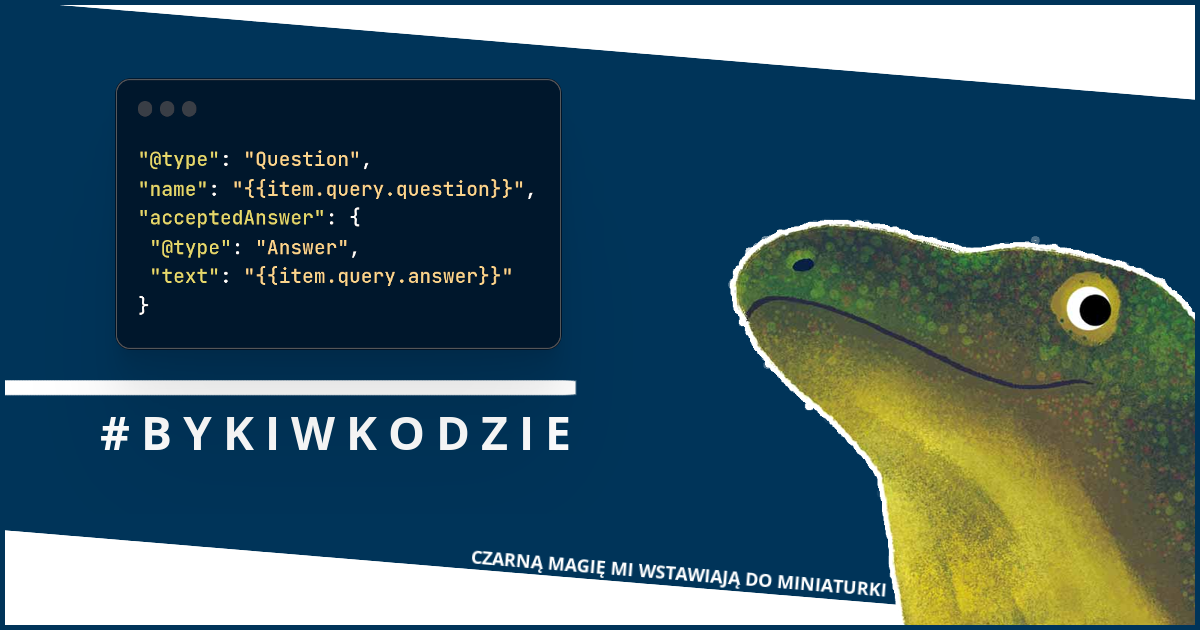 "@type": "Question",
"name": "{{item.query.question}}",
"acceptedAnswer": {
"@type": "Answer",
"text": "{{item.query.answer}}"
}
#BYKIWKODZIE
CZARNĄ MAGIĘ MI WSTAWIAJĄ DO MINIATURKI